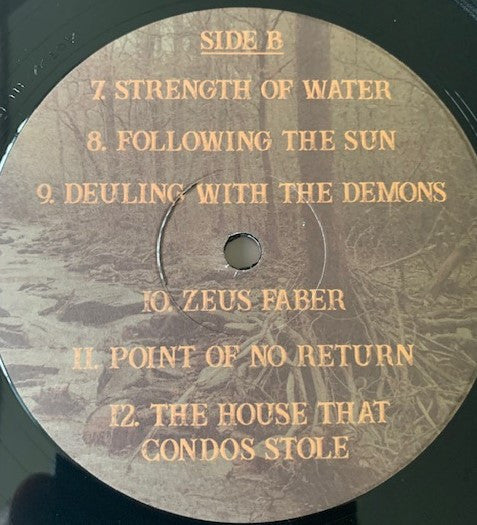 SIDE B
7. STRENGTH OF WATER
8. FOLLOWING THE SUN
9. DEULING WITH THE DEMONS
10. ZEUS FABER
11. POINT OF NO RETURN
12. THE HOUSE THAT
CONDOS STOLE